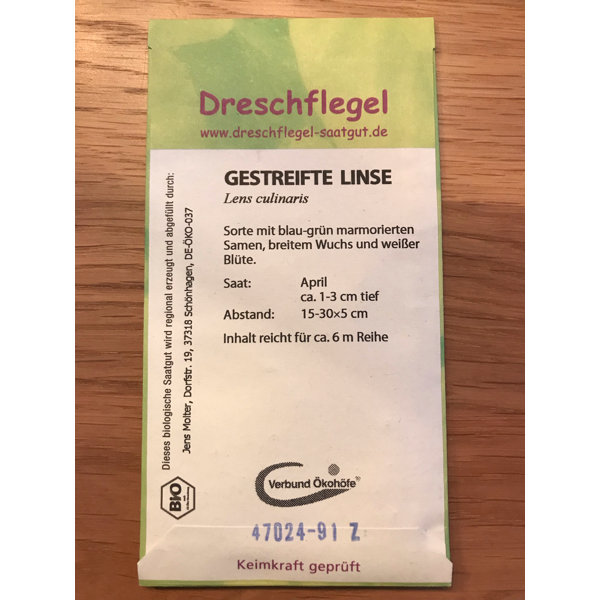 Dreschflegel
www.dreschflegel-saatgut.de
GESTREIFTE LINSE
Lens culinaris
Sorte mit blau-grün marmorierten
Samen, breitem Wuchs und weißer
Blüte.
Saat: April
ca. 1-3 cm tief
Abstand: 15-30×5 cm
Inhalt reicht für ca. 6 m Reihe
Dieses biologische Saatgut wird regional erzeugt und abgefüllt durch:
Jens Molter, Dorfstr. 19, 37318 Schönhagen, DE-ÖKO-037
BIO
Verbund Ökohöfe®
47024-91 Z
Keimkraft geprüft